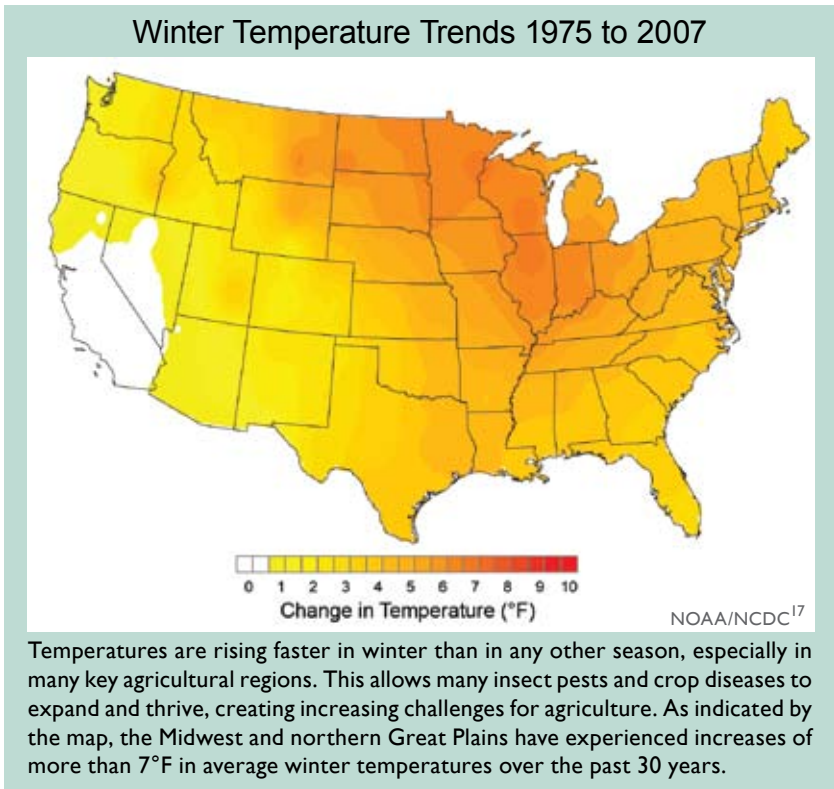 Winter Temperature Trends 1975 to 2007
0 1 2 3 4 5 6 7 8 9 10
Change in Temperature (°F)
NOAA/NCDC17
Temperatures are rising faster in winter than in any other season, especially in
many key agricultural regions. This allows many insect pests and crop diseases to
expand and thrive, creating increasing challenges for agriculture. As indicated by
the map, the Midwest and northern Great Plains have experienced increases of
more than 7°F in average winter temperatures over the past 30 years.